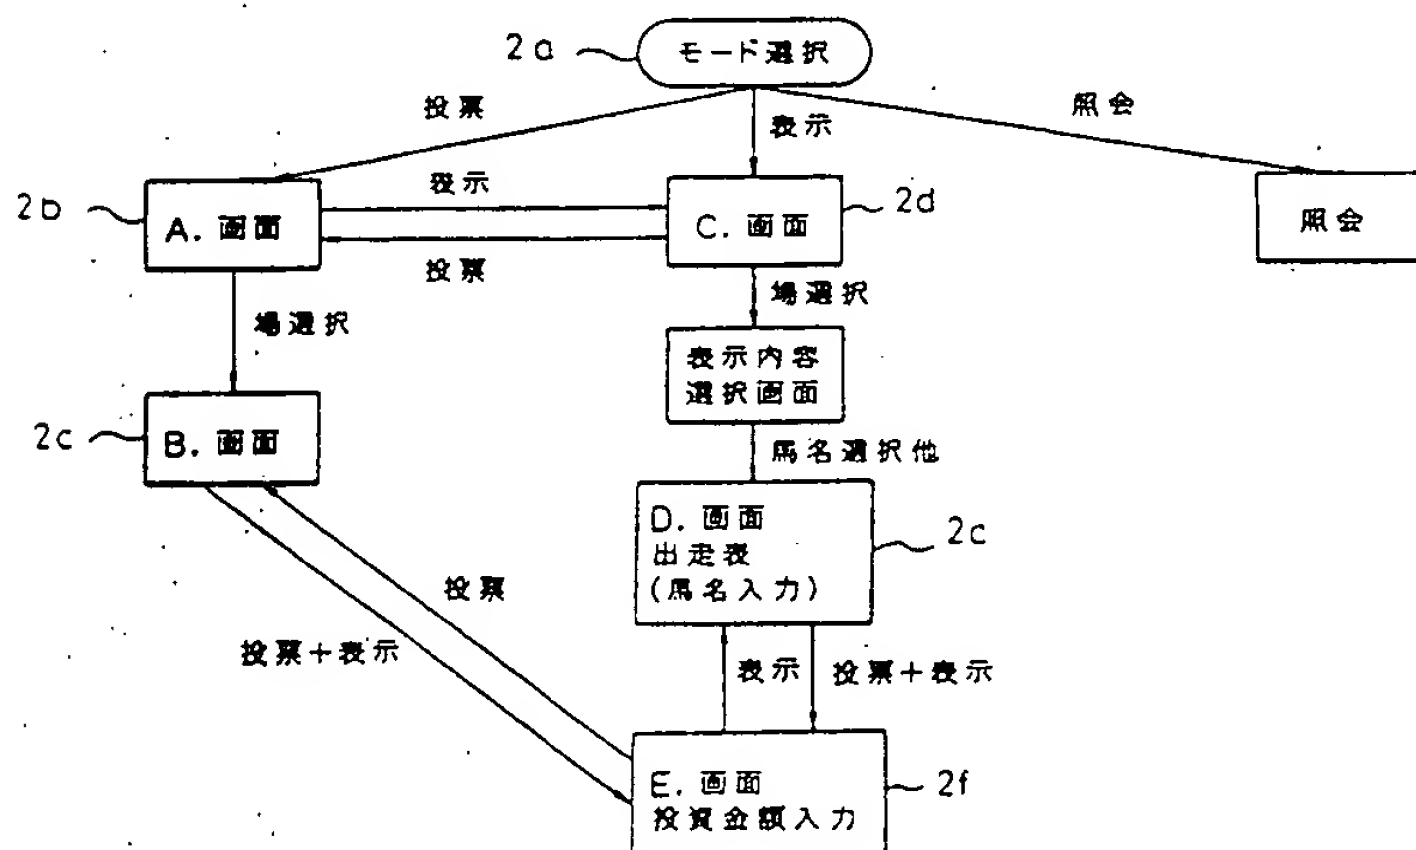 2a
モード選択
投票
表示
照会
2b
A. 画面
表示
投票
C. 画面
2d
照会
場選択
場選択
表示内容
選択画面
2c
B. 画面
馬名選択他
D. 画面
出走表
(馬名入力)
2c
投票
投票+表示
表示
投票+表示
E. 画面
投資金額入力
2f